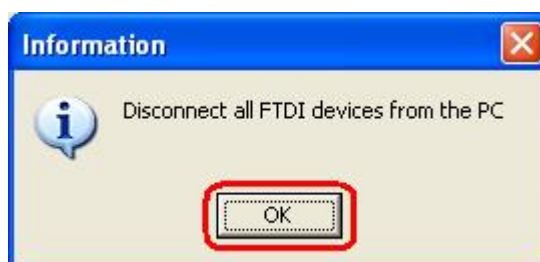 Information
Disconnect all FTDI devices from the PC
OK